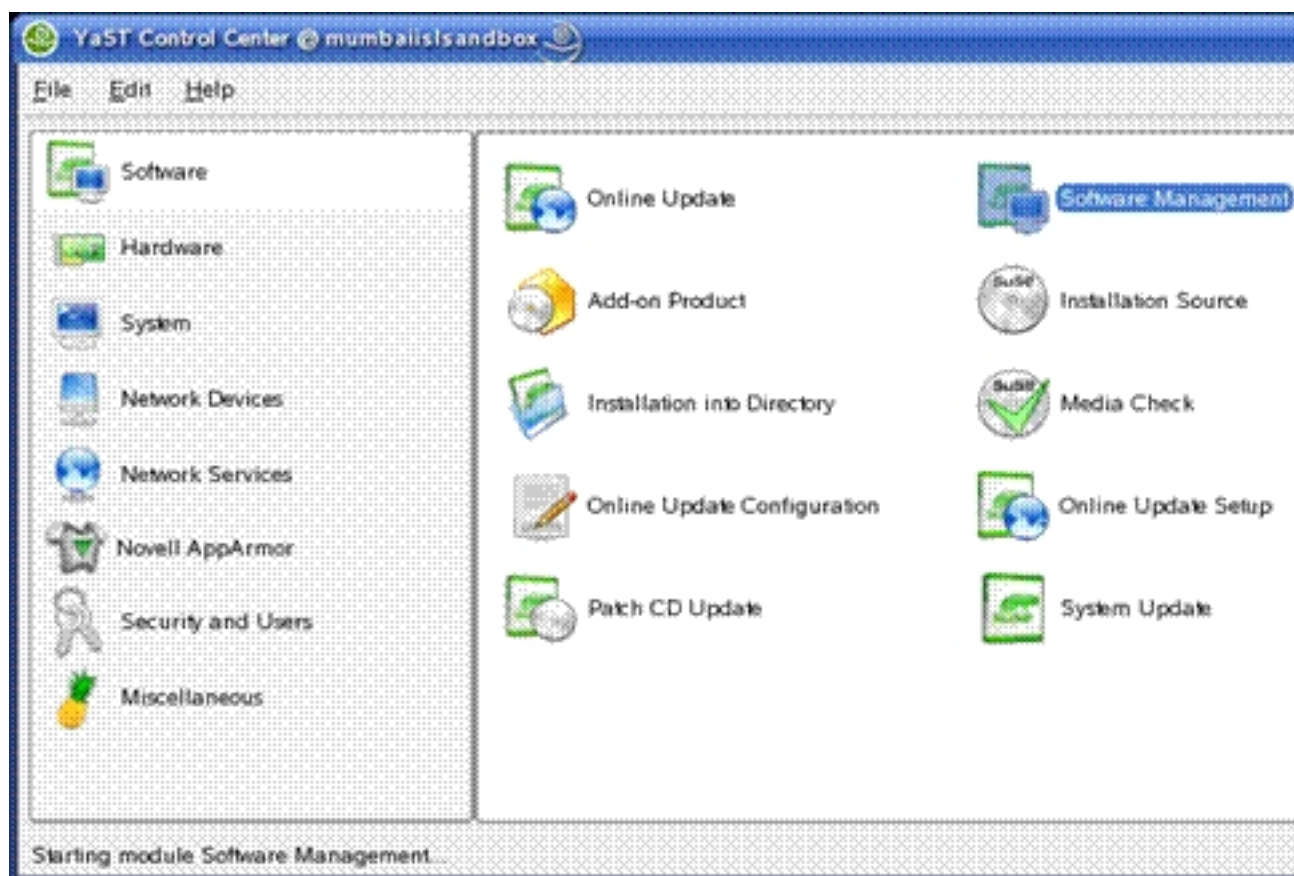 YaST Control Center @ mumbaiislsandbox
File Edit Help
Software
Hardware
System
Network Devices
Network Services
Novell AppArmor
Security and Users
Miscellaneous
Online Update
Software Management
Add-on Product
SuSE
Installation Source
Installation into Directory
SuSE
Media Check
Online Update Configuration
Online Update Setup
Patch CD Update
System Update
Starting module Software Management...